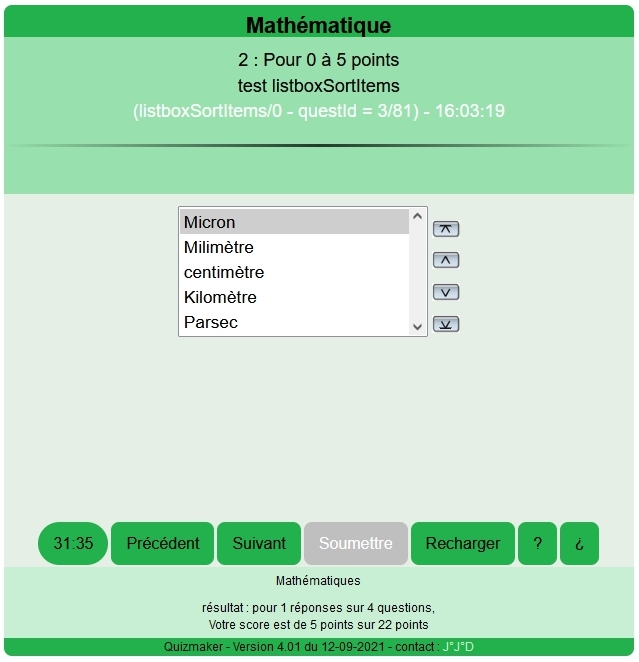 Mathématique
2 : Pour 0 à 5 points
test listboxSortItems
(listboxSortItems/0 - questId = 3/81) - 16:03:19
Micron
Milimètre
centimètre
Kilomètre
Parsec
31:35 Précédent Suivant Soumettre Recharger ? ¿
Mathématiques
résultat : pour 1 réponses sur 4 questions,
Votre score est de 5 points sur 22 points
Quizmaker - Version 4.01 du 12-09-2021 - contact : J°J°D